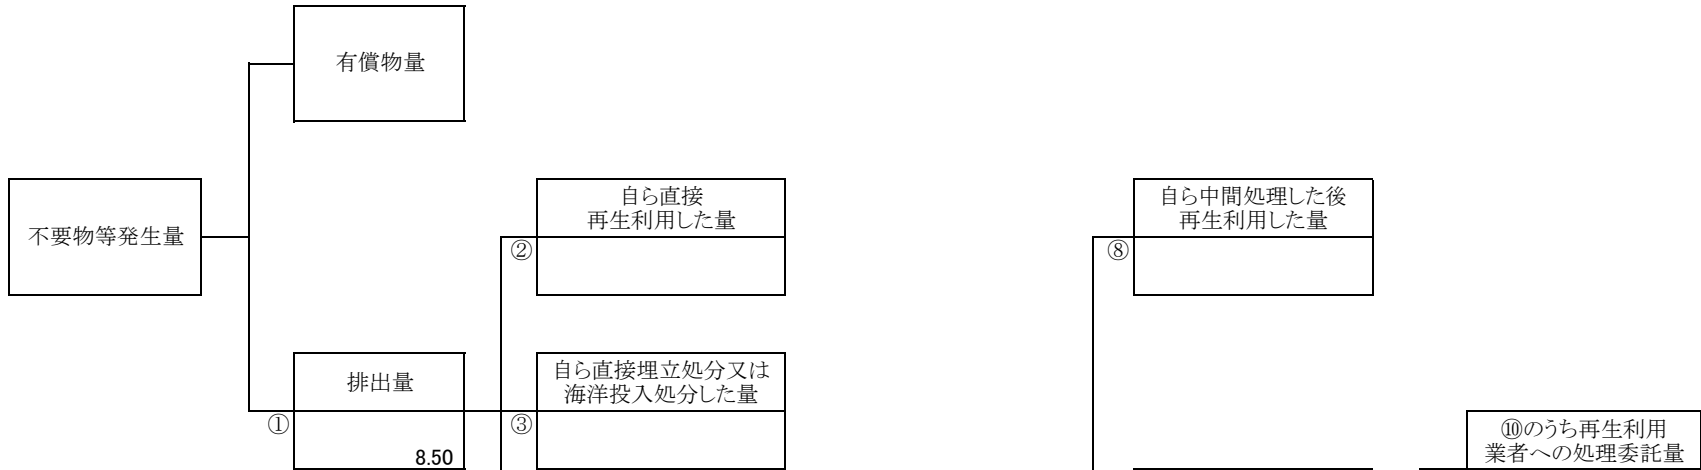 有償物量
不要物等発生量
自ら直接
再生利用した量
②
自ら中間処理した後
再生利用した量
⑧
排出量
①
8.50
自ら直接埋立処分又は
海洋投入処分した量
③
⑩のうち再生利用
業者への処理委託量